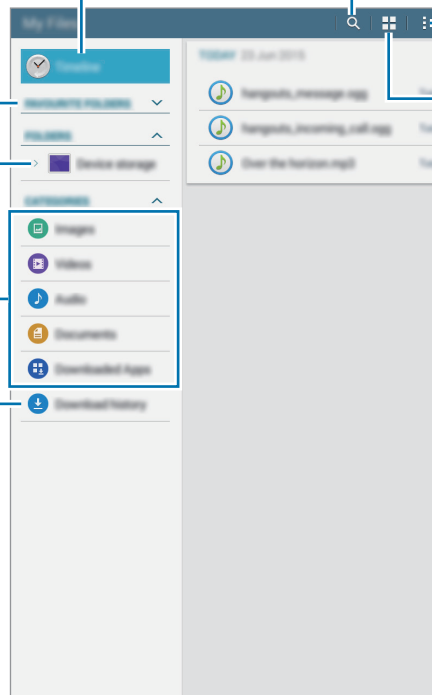 My Files
Timeline
TODAY 23 Jun 2015
FAVOURITE FOLDERS
hangouts_message.ogg
FOLDERS
hangouts_incoming_call.ogg
Device storage
Over the horizon.mp3
CATEGORIES
Images
Videos
Audio
Documents
Downloaded Apps
Download history